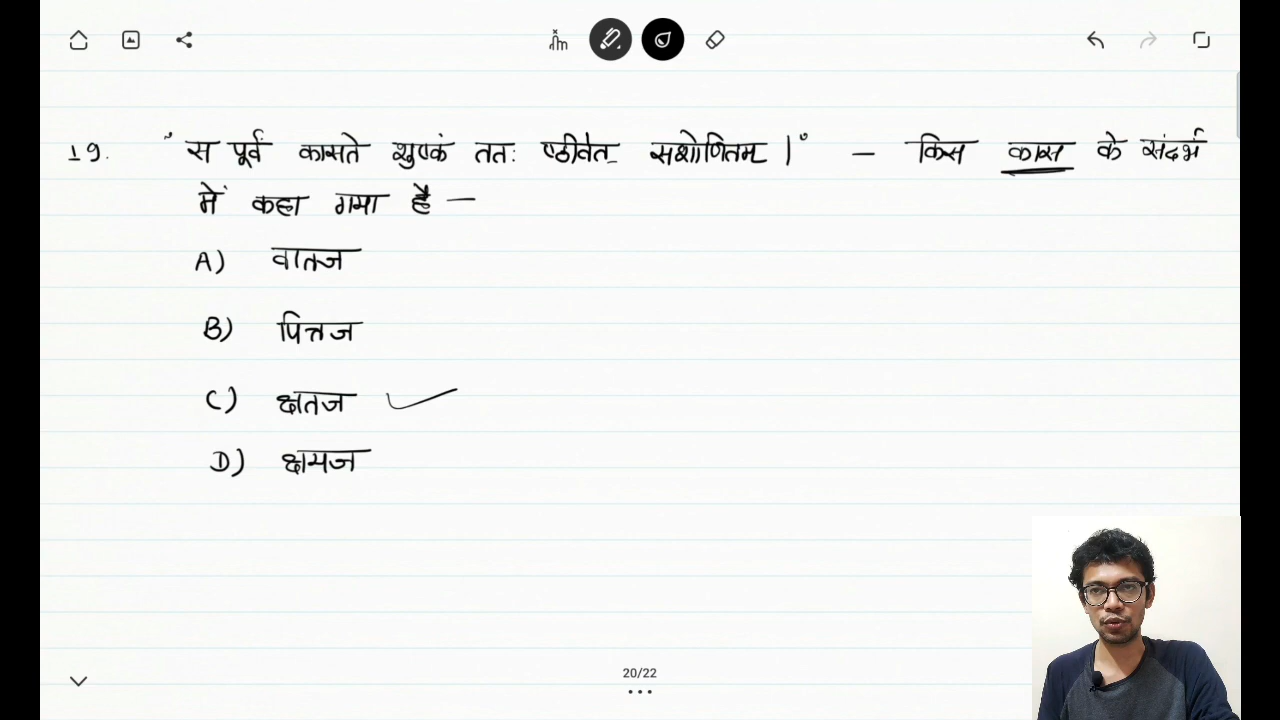 19. "स पूर्वं कासते शुष्कं ततः ष्ठीवेत् सशोणितम् ।" – किस कास के संदर्भ
में कहा गया है –
A) वातज
B) पित्तज
C) क्षतज
D) क्षयज
20/22